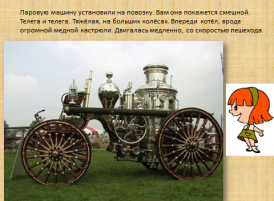 Паровую машину установили на повозку. Вам она покажется смешной.
Телега и телега. Тяжёлая, на больших колёсах. Впереди котёл, вроде
огромной медной кастрюли. Двигалась медленно, со скоростью пешехода.